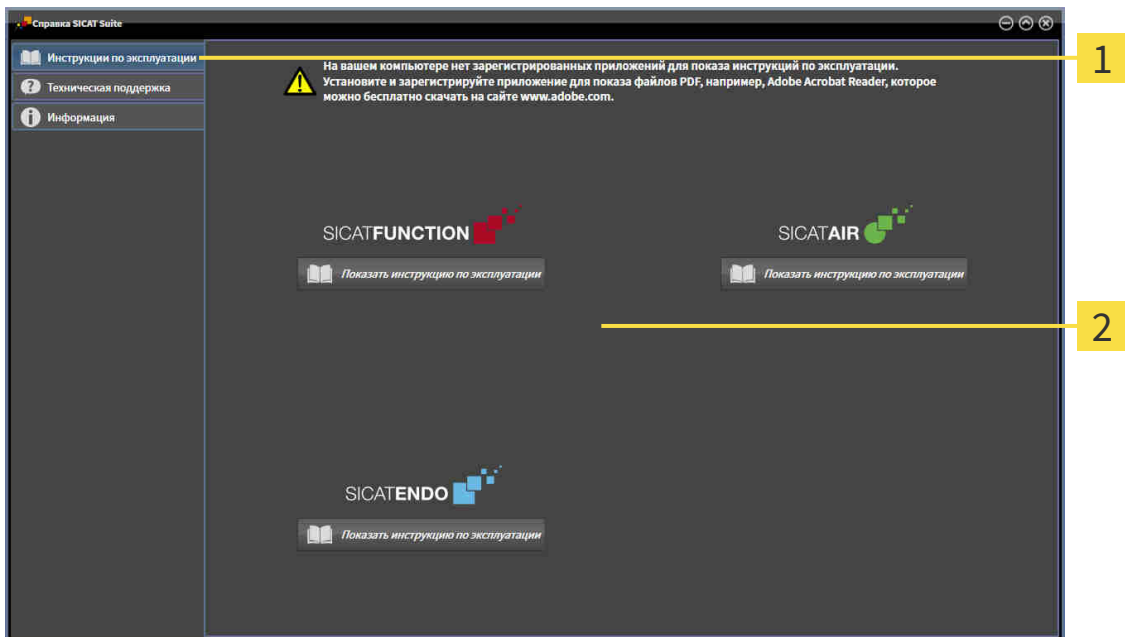 Справка SICAT Suite
Инструкции по эксплуатации
1
Техническая поддержка
Информация
На вашем компьютере нет зарегистрированных приложений для показа инструкций по эксплуатации.
Установите и зарегистрируйте приложение для показа файлов PDF, например, Adobe Acrobat Reader, которое
можно бесплатно скачать на сайте www.adobe.com.
SICATFUNCTION
SICATAIR
Показать инструкцию по эксплуатации
Показать инструкцию по эксплуатации
2
SICATENDO
Показать инструкцию по эксплуатации